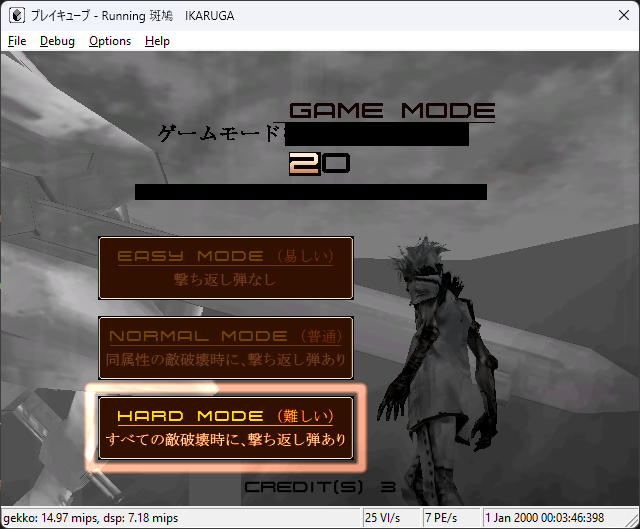 プレイキューブ - Running 斑鳩　IKARUGA
File Debug Options Help
GAME MODE
ゲームモード
20
EASY MODE (易しい)
撃ち返し弾なし
NORMAL MODE (普通)
同属性の敵破壊時に、撃ち返し弾あり
HARD MODE (難しい)
すべての敵破壊時に、撃ち返し弾あり
CREDIT(S) 3
gekko: 14.97 mips, dsp: 7.18 mips 25 VI/s 7 PE/s 1 Jan 2000 00:03:46:398